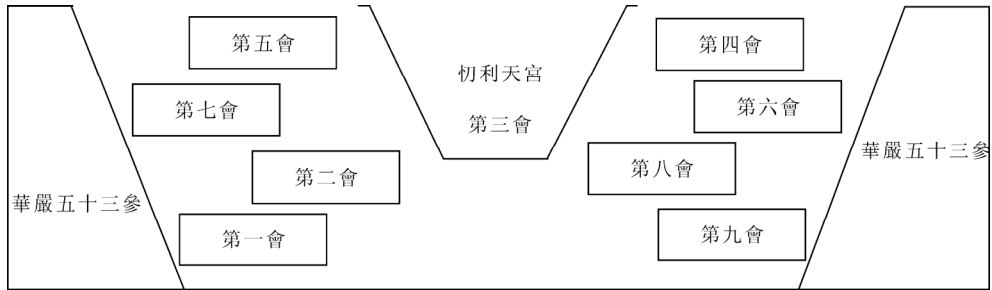 第五會
第四會
忉利天宮
第三會
第七會
第六會
華嚴五十三參
第八會
第二會
華嚴五十三參
第一會
第九會